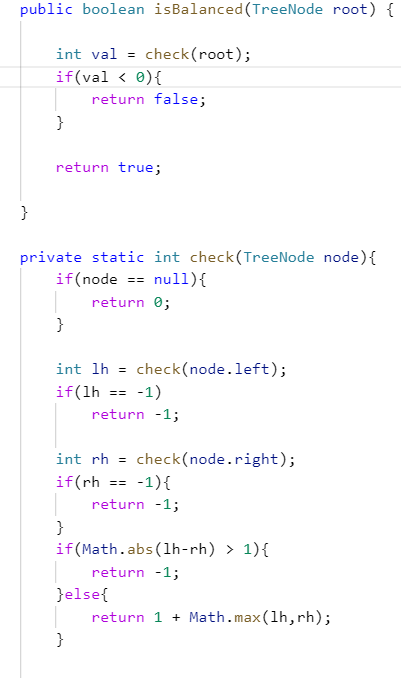 public boolean isBalanced(TreeNode root) {
int val = check(root);
if(val < 0){
return false;
}
return true;
}
private static int check(TreeNode node){
if(node == null){
return 0;
}
int lh = check(node.left);
if(lh == -1)
return -1;
int rh = check(node.right);
if(rh == -1){
return -1;
}
if(Math.abs(lh-rh) > 1){
return -1;
}else{
return 1 + Math.max(lh,rh);
}